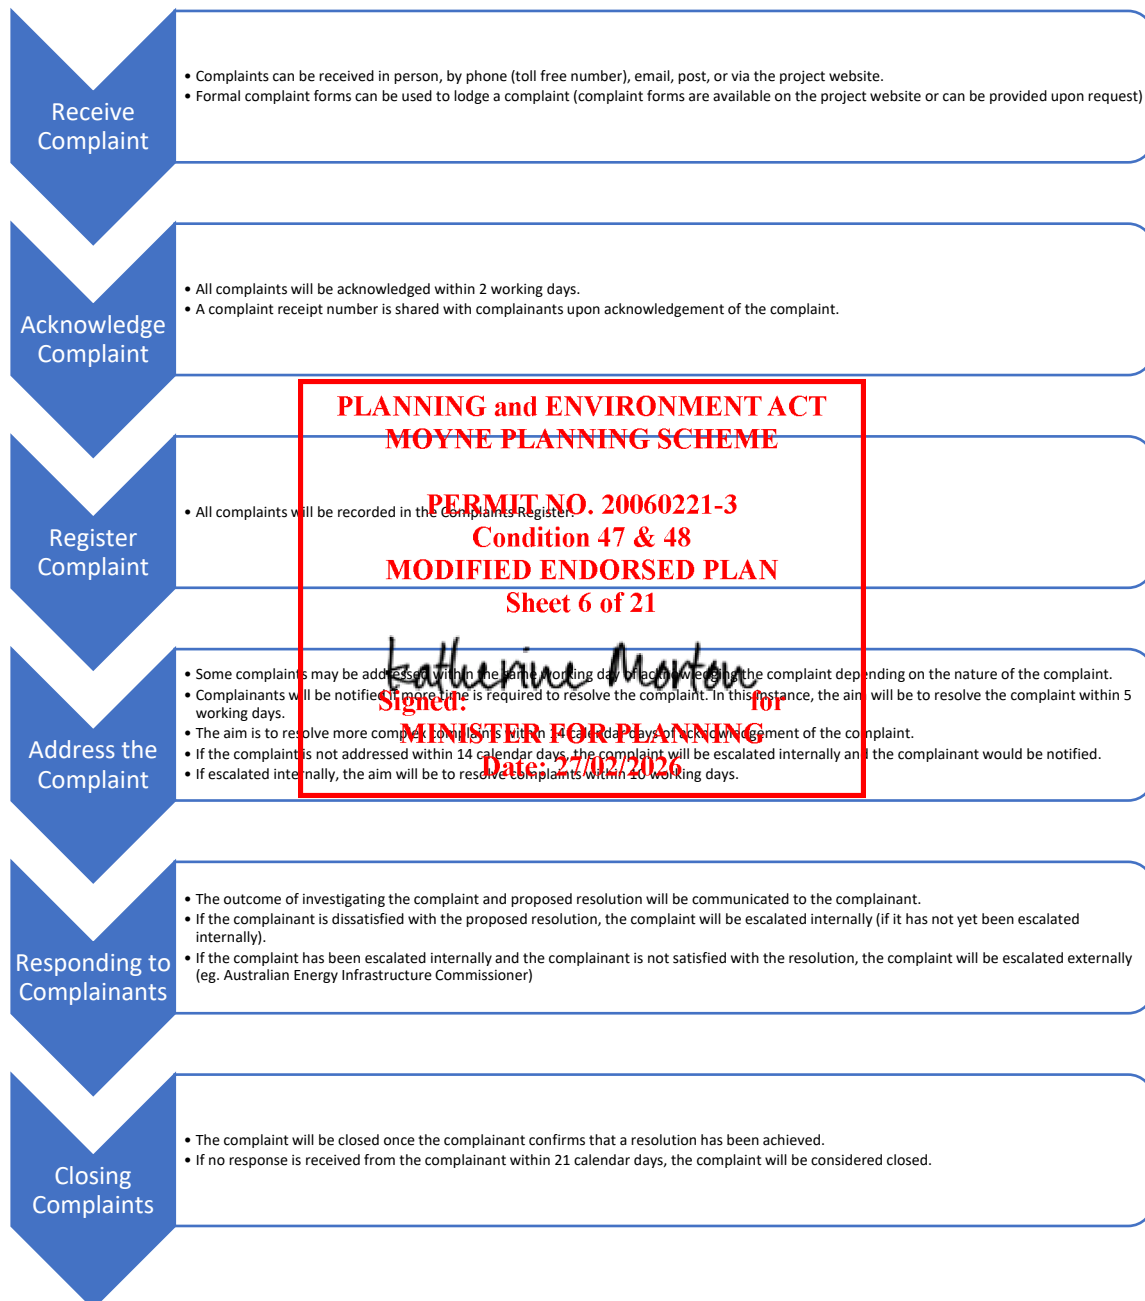 Receive
Complaint
• Complaints can be received in person, by phone (toll free number), email, post, or via the project website.
• Formal complaint forms can be used to lodge a complaint (complaint forms are available on the project website or can be provided upon request)
Acknowledge
Complaint
• All complaints will be acknowledged within 2 working days.
• A complaint receipt number is shared with complainants upon acknowledgement of the complaint.
PLANNING and ENVIRONMENT ACT
MOYNE PLANNING SCHEME
PERMIT NO. 20060221-3
Condition 47 & 48
MODIFIED ENDORSED PLAN
Sheet 6 of 21
Katherine Morton
Signed: for
MINISTER FOR PLANNING
Date: 27/02/2026
Register
Complaint
• All complaints will be recorded in the Complaints Register.
Address the
Complaint
• Some complaints may be addressed within the same working day of acknowledging the complaint depending on the nature of the complaint.
• Complainants will be notified if more time is required to resolve the complaint. In this instance, the aim will be to resolve the complaint within 5
working days.
• The aim is to resolve more complex complaints within 14 calendar days of acknowledgement of the complaint.
• If the complaint is not addressed within 14 calendar days, the complaint will be escalated internally and the complainant would be notified.
• If escalated internally, the aim will be to resolve complaints within 10 working days.
Responding to
Complainants
• The outcome of investigating the complaint and proposed resolution will be communicated to the complainant.
• If the complainant is dissatisfied with the proposed resolution, the complaint will be escalated internally (if it has not yet been escalated
internally).
• If the complaint has been escalated internally and the complainant is not satisfied with the resolution, the complaint will be escalated externally
(eg. Australian Energy Infrastructure Commissioner)
Closing
Complaints
• The complaint will be closed once the complainant confirms that a resolution has been achieved.
• If no response is received from the complainant within 21 calendar days, the complaint will be considered closed.